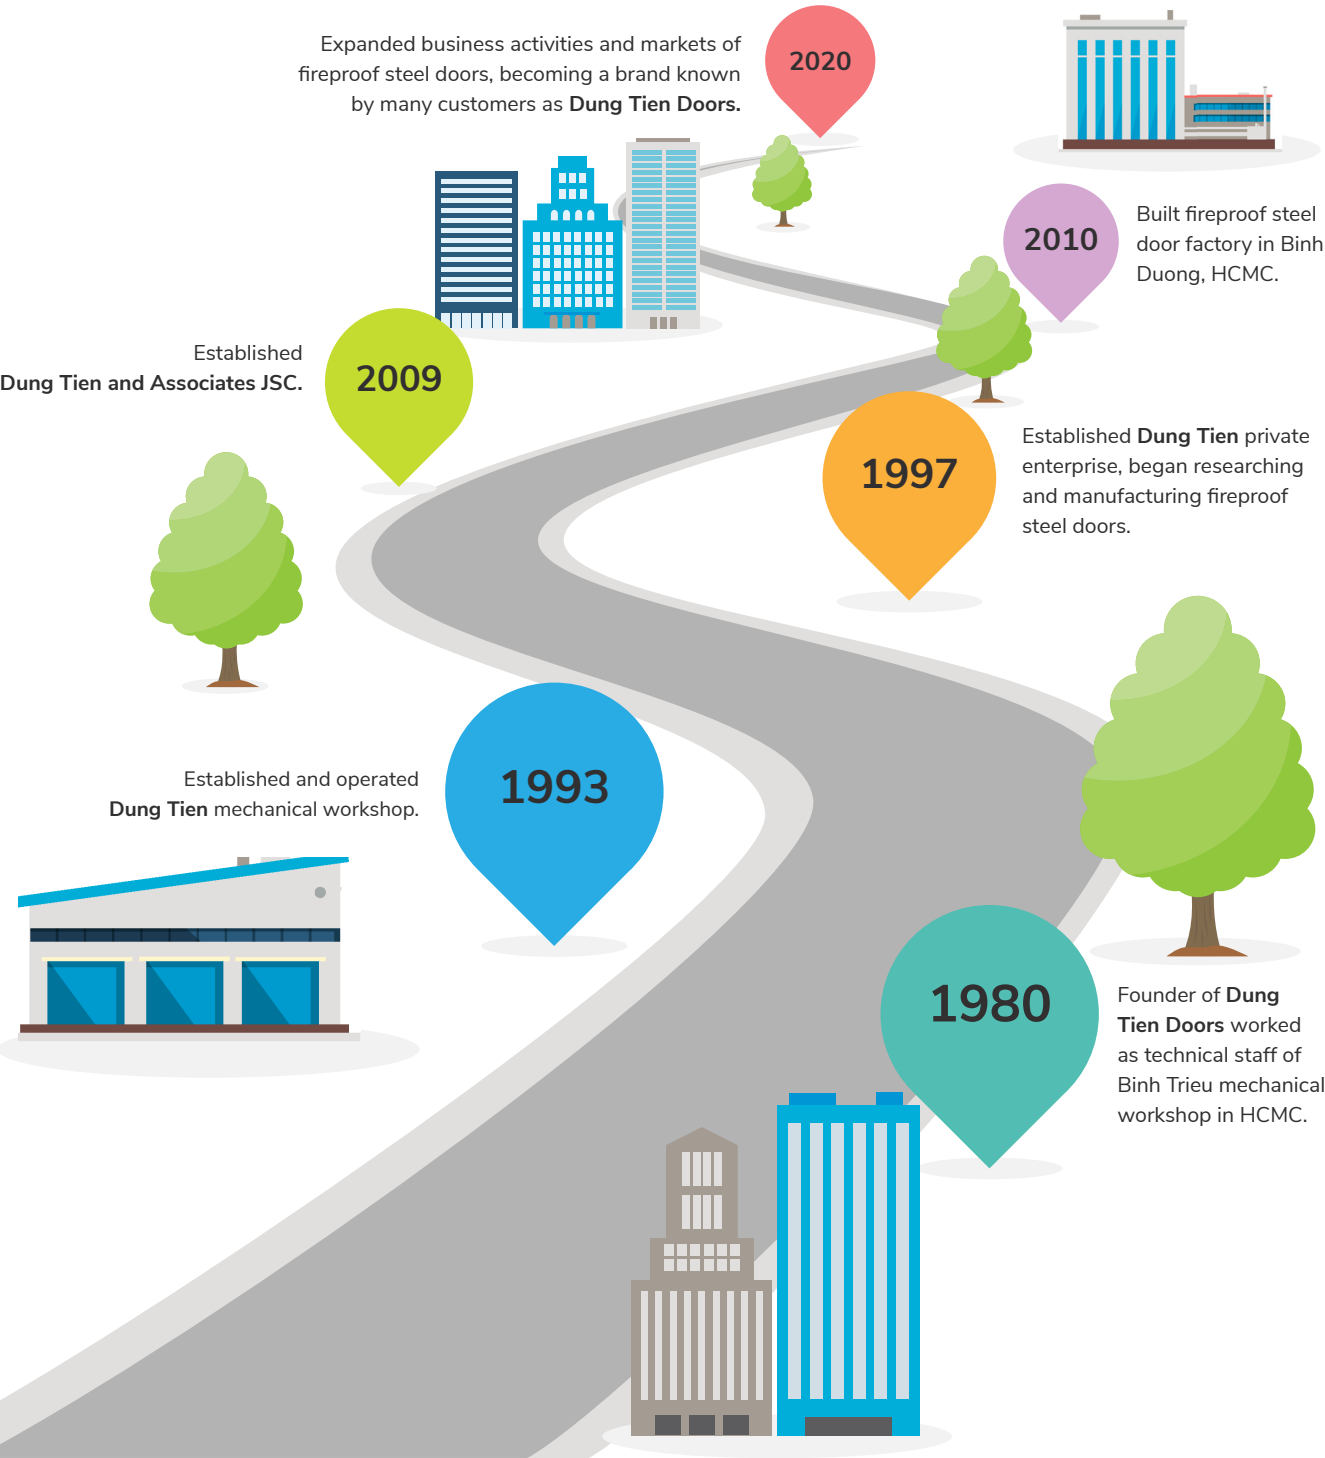 Expanded business activities and markets of
fireproof steel doors, becoming a brand known
by many customers as Dung Tien Doors.
2020
2010
Built fireproof steel
door factory in Binh
Duong, HCMC.
Established
Dung Tien and Associates JSC.
2009
1997
Established Dung Tien private
enterprise, began researching
and manufacturing fireproof
steel doors.
Established and operated
Dung Tien mechanical workshop.
1993
1980
Founder of Dung
Tien Doors worked
as technical staff of
Binh Trieu mechanical
workshop in HCMC.